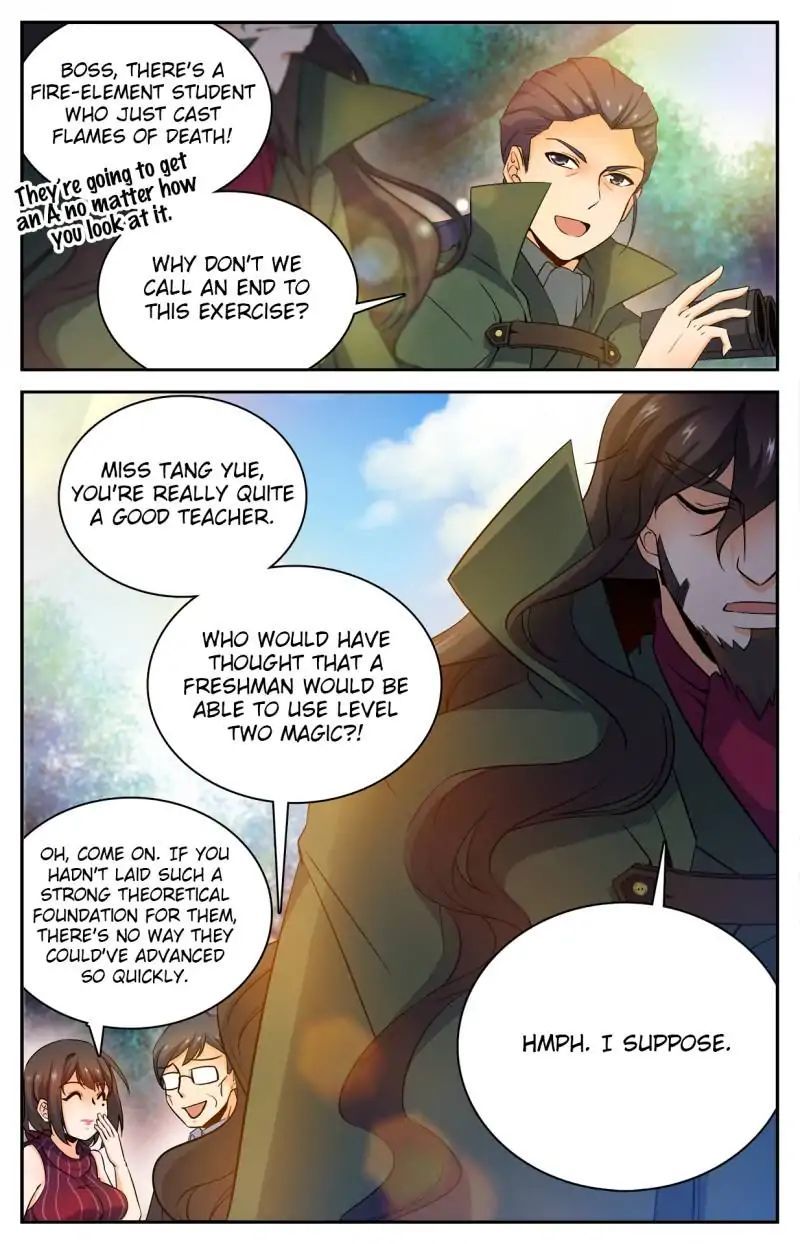 BOSS, THERE'S A
FIRE-ELEMENT STUDENT
WHO JUST CAST
FLAMES OF DEATH!
They're going to get
an A no matter how
you look at it.
WHY DON'T WE
CALL AN END TO
THIS EXERCISE?
MISS TANG YUE,
YOU'RE REALLY QUITE
A GOOD TEACHER.
WHO WOULD HAVE
THOUGHT THAT A
FRESHMAN WOULD BE
ABLE TO USE LEVEL
TWO MAGIC?!
OH, COME ON. IF YOU
HADN'T LAID SUCH A
STRONG THEORETICAL
FOUNDATION FOR THEM,
THERE'S NO WAY THEY
COULD'VE ADVANCED
SO QUICKLY.
HMPH. I SUPPOSE.